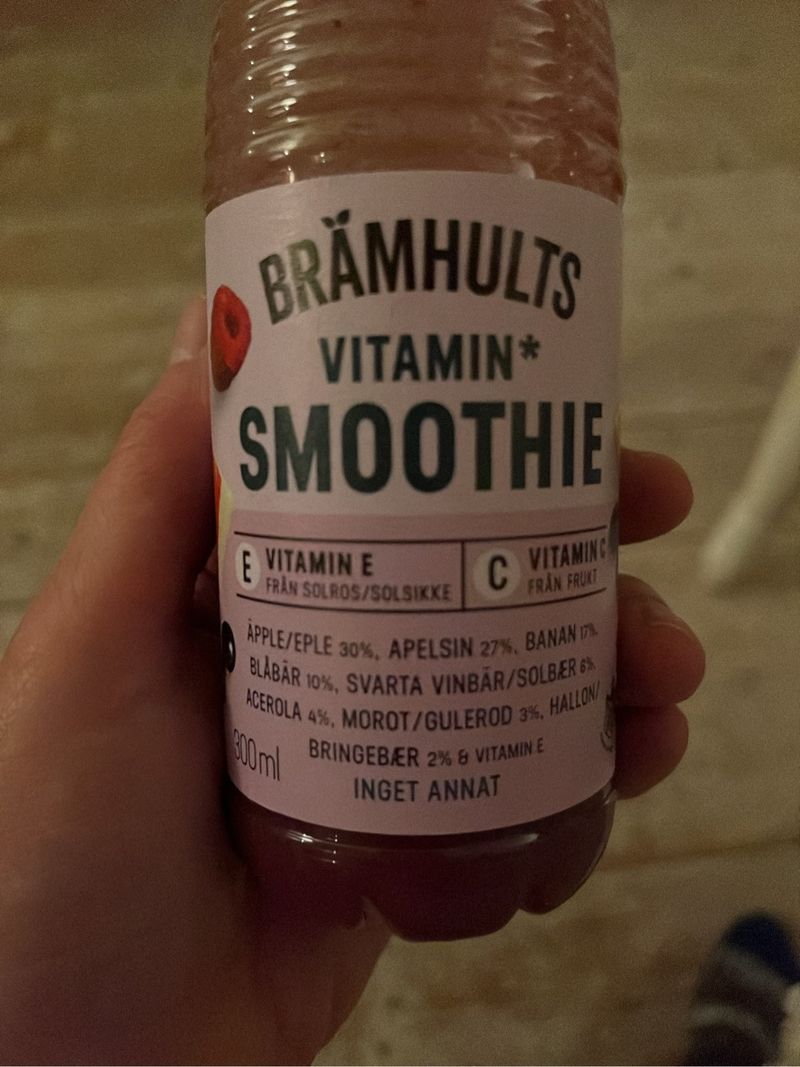 BRÄMHULTS
VITAMIN*
SMOOTHIE
E VITAMIN E
FRÅN SOLROS/SOLSIKKE
C VITAMIN C
FRÅN FRUKT
ÄPPLE/EPLE 30%, APELSIN 27%, BANAN 17%,
BLÅBÄR 10%, SVARTA VINBÄR/SOLBÆR 6%,
ACEROLA 4%, MOROT/GULEROD 3%, HALLON/
BRINGEBÆR 2% & VITAMIN E
INGET ANNAT
300ml